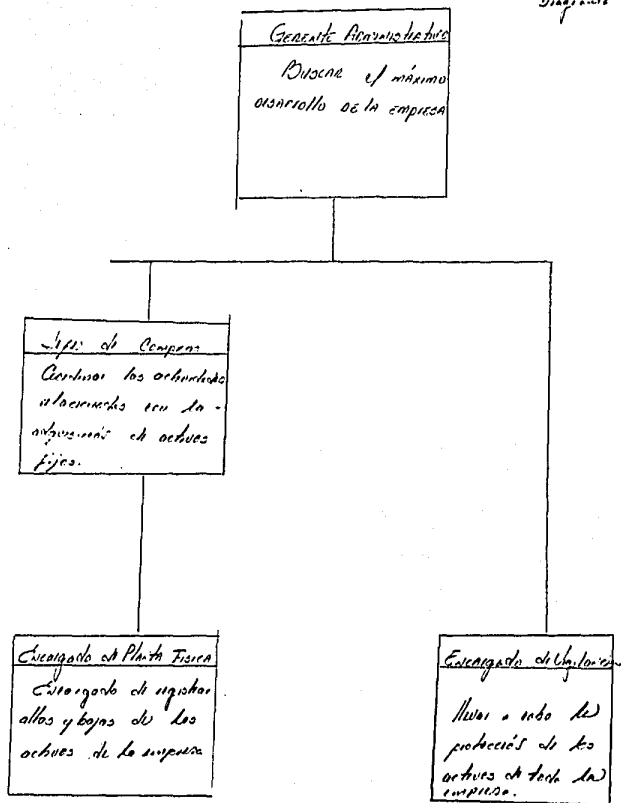 Diagrama
Gerente Administrativo
Buscar el máximo
desarrollo de la empresa
Jefe de Compras
Coordinar las actividades
relacionadas con la -
adquisición de activos
fijos.
Encargado de Planta Fisica
Encargado de registrar
altas y bajas de los
activos de la empresa
Encargado de Vigilancia
llevar a cabo la
protección de los
activos de toda la
empresa.